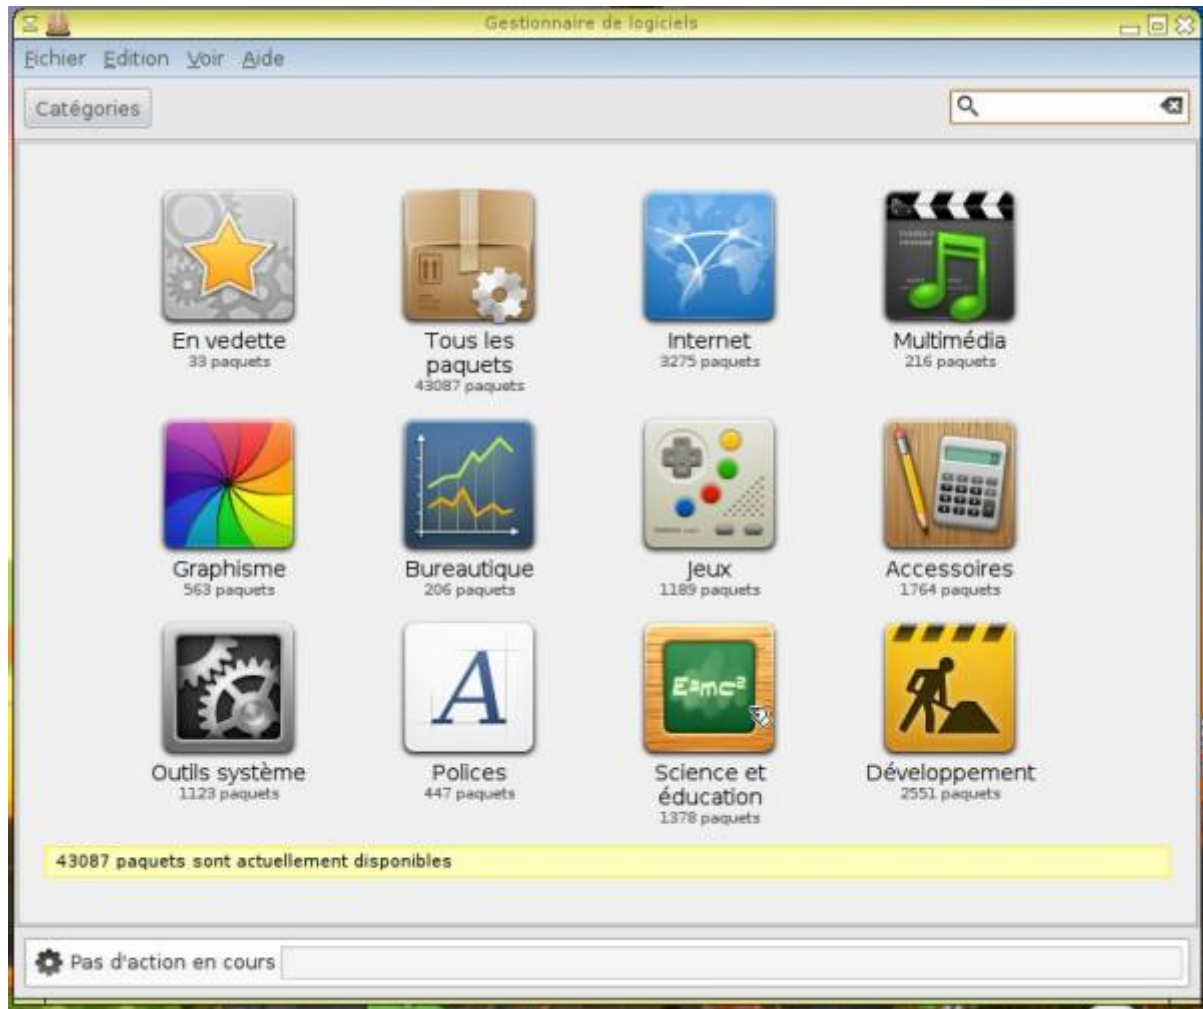 Gestionnaire de logiciels
Fichier Edition Voir Aide
Catégories
En vedette
33 paquets
Tous les
paquets
43087 paquets
Internet
3275 paquets
Multimédia
216 paquets
Graphisme
563 paquets
Bureautique
206 paquets
Jeux
1189 paquets
Accessoires
1764 paquets
Outils système
1123 paquets
Polices
447 paquets
E=mc²
Science et
éducation
1378 paquets
Développement
2551 paquets
43087 paquets sont actuellement disponibles
Pas d'action en cours